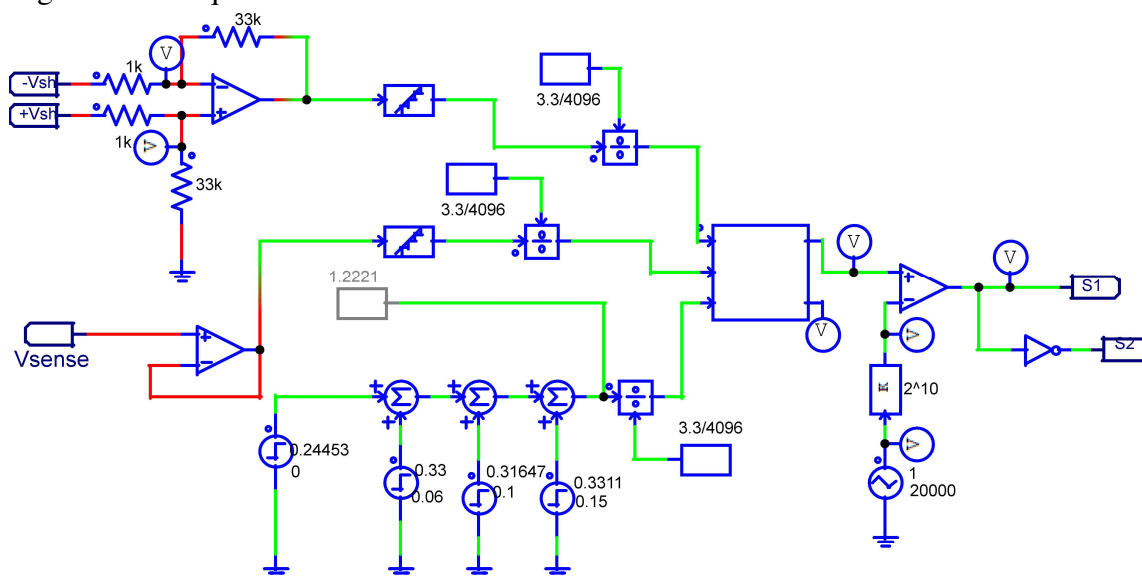 33k
V
1k
-Vsh
+Vsh
1k
V
33k
3.3/4096
3.3/4096
1.2221
Vsense
V
V
V
S1
S2
V
K
2^10
V
1
20000
3.3/4096
0.24453
0
0.33
0.06
0.31647
0.1
0.3311
0.15